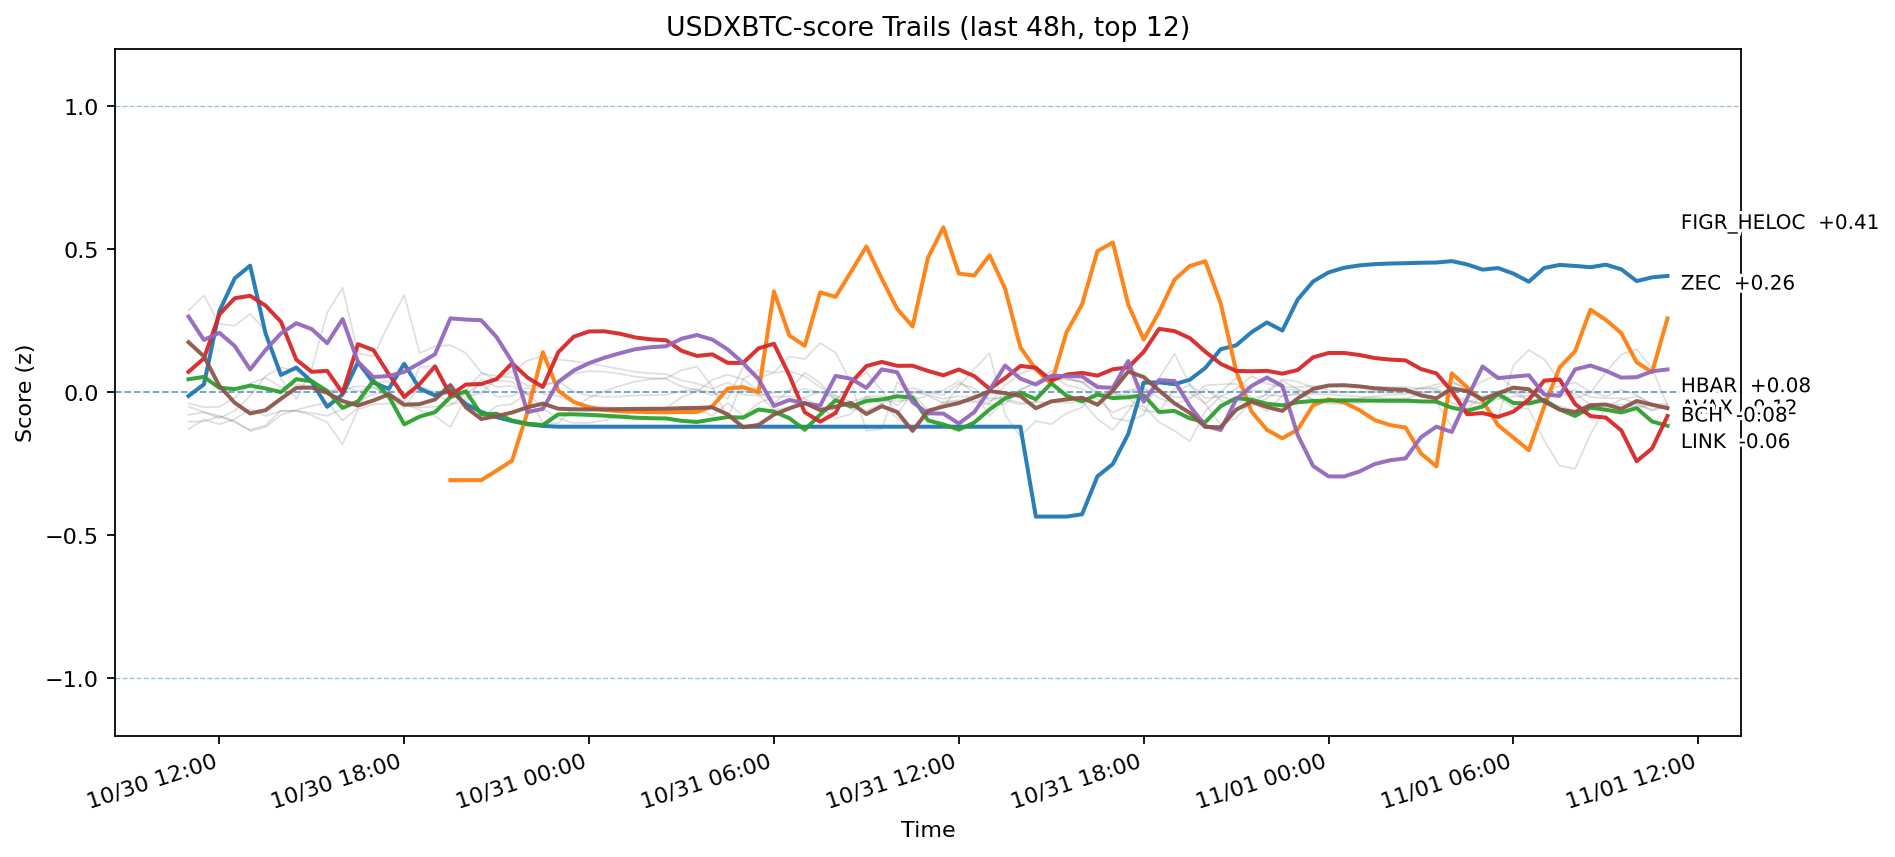 USDXBTC-score Trails (last 48h, top 12)
Score (z)
1.0
0.5
0.0
−0.5
−1.0
FIGR_HELOC +0.41
ZEC +0.26
HBAR +0.08
BCH -0.08
LINK -0.06
10/30 12:00
10/30 18:00
10/31 00:00
10/31 06:00
10/31 12:00
10/31 18:00
11/01 00:00
11/01 06:00
11/01 12:00
Time